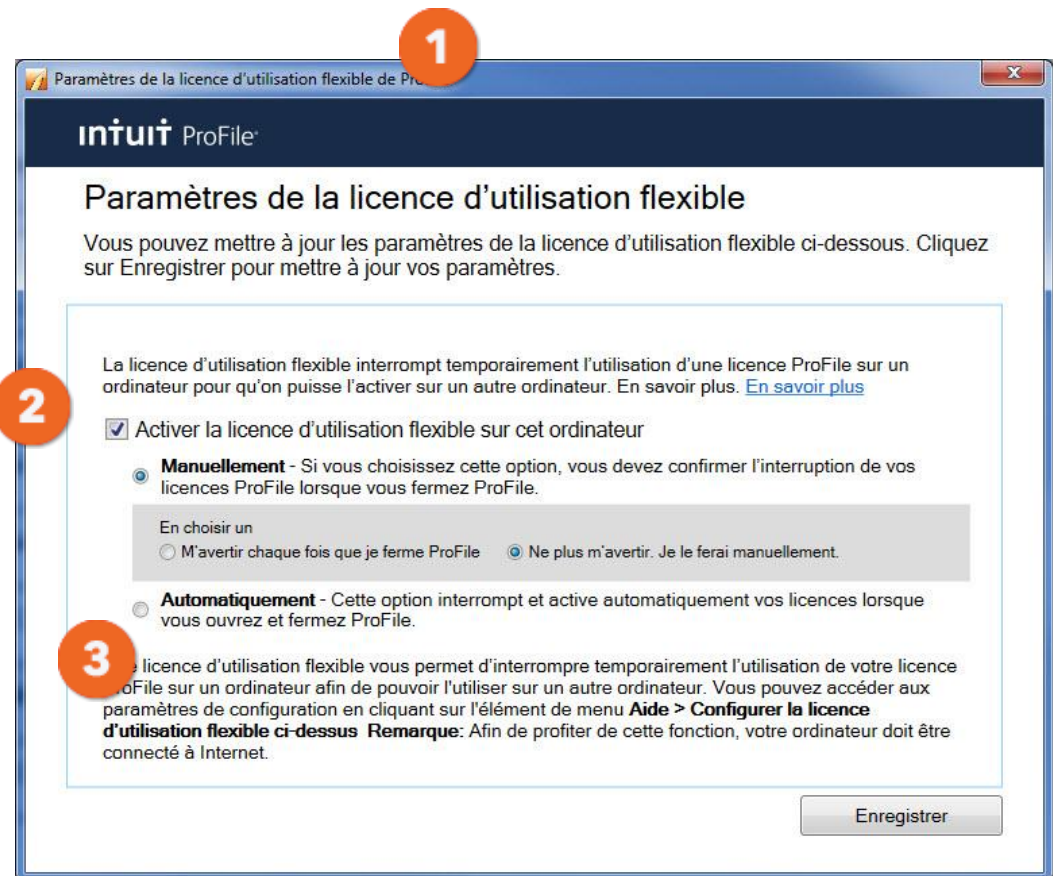 1
Paramètres de la licence d'utilisation flexible de Pro
ıntuıt ProFile
Paramètres de la licence d'utilisation flexible
Vous pouvez mettre à jour les paramètres de la licence d'utilisation flexible ci-dessous. Cliquez
sur Enregistrer pour mettre à jour vos paramètres.
La licence d'utilisation flexible interrompt temporairement l'utilisation d'une licence ProFile sur un
ordinateur pour qu'on puisse l'activer sur un autre ordinateur. En savoir plus. En savoir plus
2
Activer la licence d'utilisation flexible sur cet ordinateur
Manuellement - Si vous choisissez cette option, vous devez confirmer l'interruption de vos
licences ProFile lorsque vous fermez ProFile.
En choisir un
M'avertir chaque fois que je ferme ProFile Ne plus m'avertir. Je le ferai manuellement.
Automatiquement - Cette option interrompt et active automatiquement vos licences lorsque
vous ouvrez et fermez ProFile.
3
licence d'utilisation flexible vous permet d'interrompre temporairement l'utilisation de votre licence
ProFile sur un ordinateur afin de pouvoir l'utiliser sur un autre ordinateur. Vous pouvez accéder aux
paramètres de configuration en cliquant sur l'élément de menu Aide > Configurer la licence
d'utilisation flexible ci-dessus Remarque: Afin de profiter de cette fonction, votre ordinateur doit être
connecté à Internet.
Enregistrer